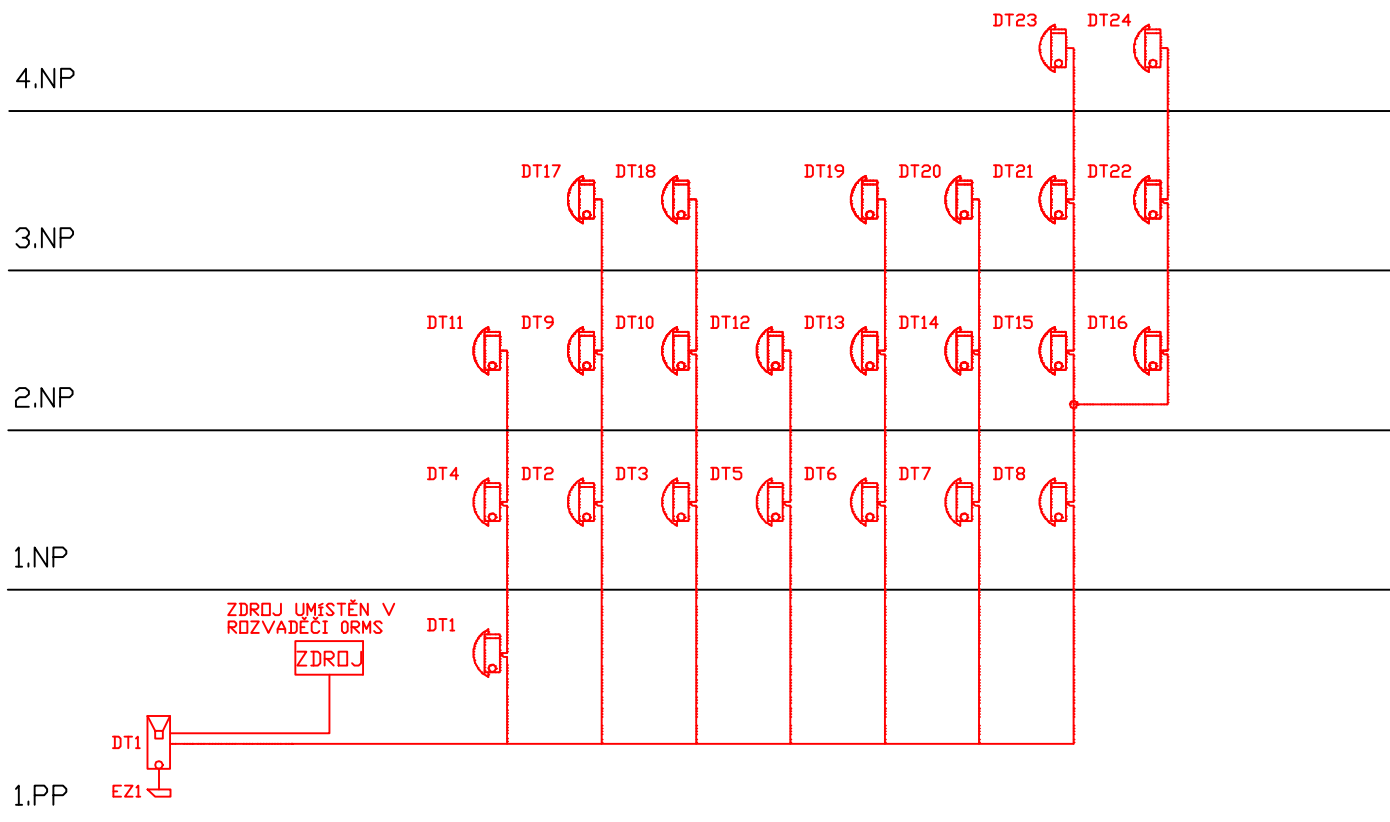 DT23 DT24
4.NP
DT17 DT18 DT19 DT20 DT21 DT22
3.NP
DT11 DT9 DT10 DT12 DT13 DT14 DT15 DT16
2.NP
DT4 DT2 DT3 DT5 DT6 DT7 DT8
1.NP
ZDROJ UMÍSTĚN V
ROZVADĚČI 0RMS
DT1
ZDROJ
DT1
EZ1
1.PP